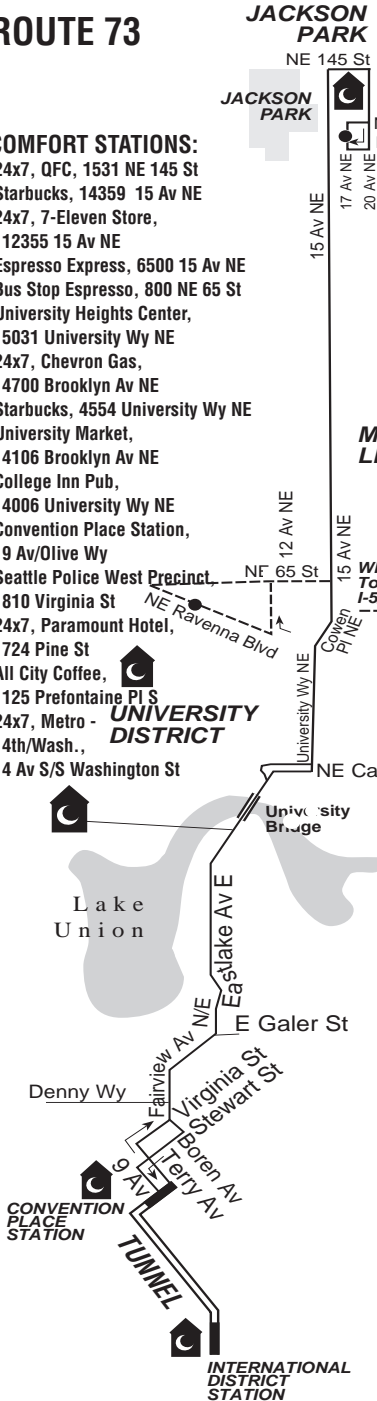 ROUTE 73
JACKSON
PARK
NE 145 St
JACKSON
PARK
COMFORT STATIONS:
24x7, QFC, 1531 NE 145 St
Starbucks, 14359 15 Av NE
24x7, 7-Eleven Store,
12355 15 Av NE
Espresso Express, 6500 15 Av NE
Bus Stop Espresso, 800 NE 65 St
University Heights Center,
5031 University Wy NE
24x7, Chevron Gas,
4700 Brooklyn Av NE
Starbucks, 4554 University Wy NE
University Market,
4106 Brooklyn Av NE
College Inn Pub,
4006 University Wy NE
Convention Place Station,
9 Av/Olive Wy
Seattle Police West Precinct,
810 Virginia St
24x7, Paramount Hotel,
724 Pine St
All City Coffee,
125 Prefontaine Pl S
24x7, Metro -
4th/Wash.,
4 Av S/S Washington St
17 Av NE
20 Av NE
15 Av NE
12 Av NE
15 Av NE
NE 65 St
To
I-5
NE Ravenna Blvd
Cowen
Pl NE
University Wy NE
UNIVERSITY
DISTRICT
NE Ca
University
Bridge
Lake
Union
Eastlake Av E
E Galer St
Fairview Av N/E
Denny Wy
Virginia St
Stewart St
Boren Av
Terry Av
9 Av
CONVENTION
PLACE
STATION
TUNNEL
INTERNATIONAL
DISTRICT
STATION